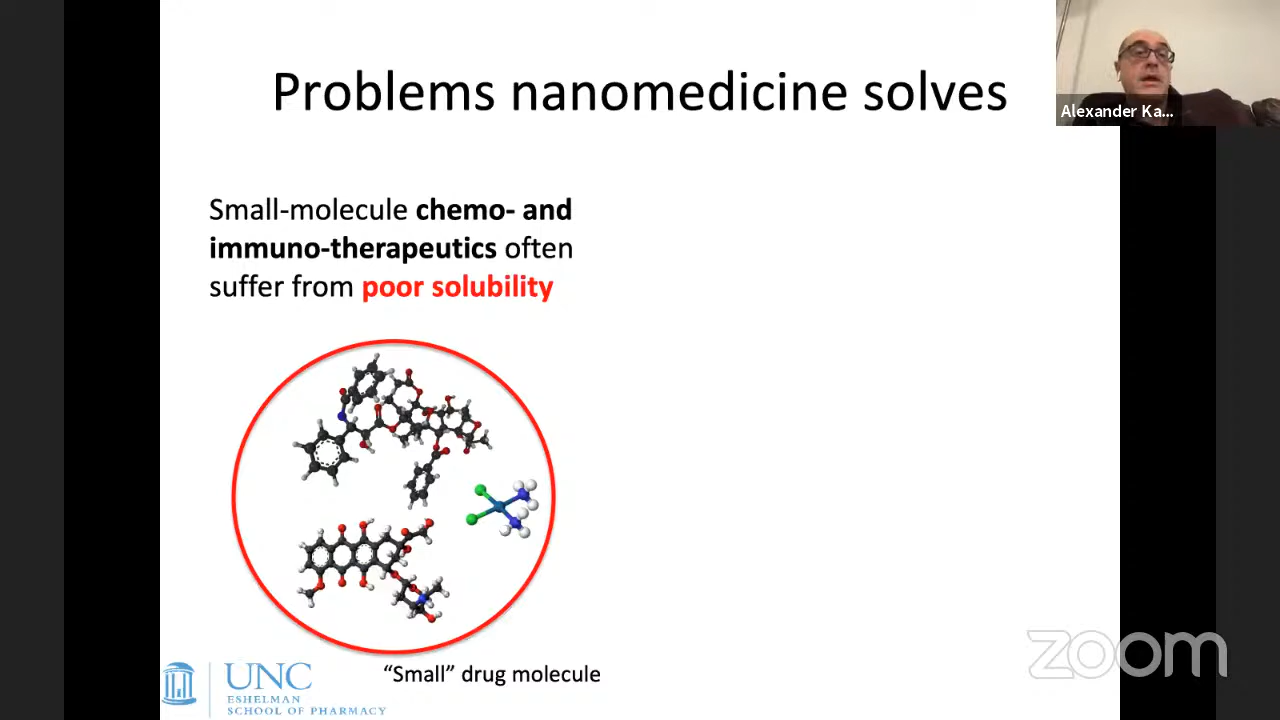 Problems nanomedicine solves
Alexander Ka...
Small-molecule chemo- and
immuno-therapeutics often
suffer from poor solubility
“Small” drug molecule
UNC
ESHELMAN
SCHOOL OF PHARMACY
zoom